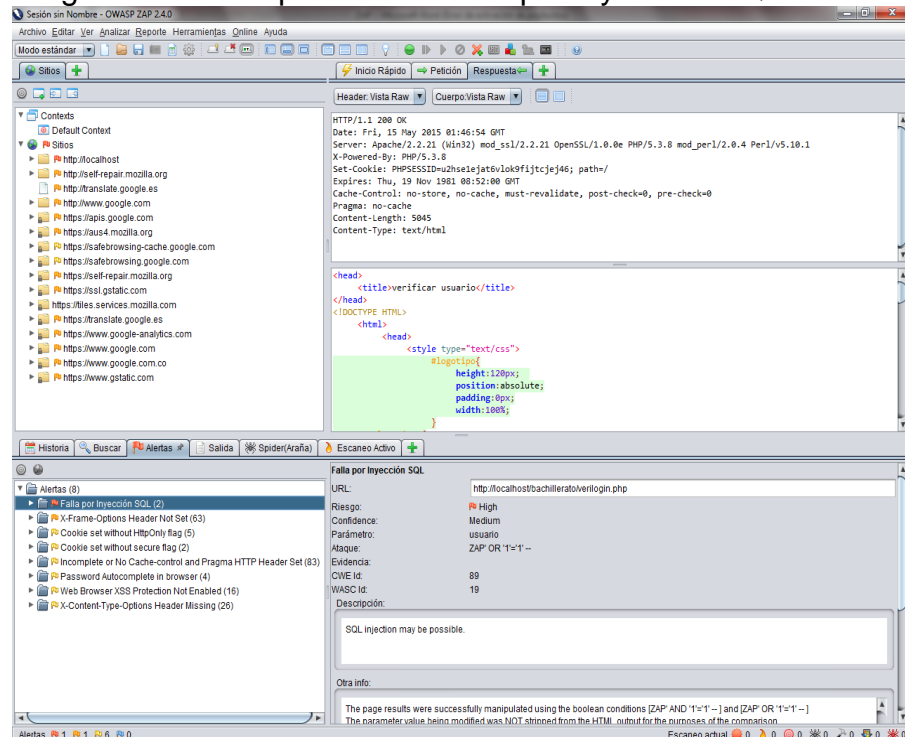 Sesión sin Nombre - OWASP ZAP 2.4.0
Archivo Editar Ver Analizar Reporte Herramientas Online Ayuda
Modo estándar
Sitios
Inicio Rápido Petición Respuesta
Header: Vista Raw Cuerpo:Vista Raw
Contexts
Default Context
Sitios
http://localhost
http://self-repair.mozilla.org
http://translate.google.es
http://www.google.com
https://apis.google.com
https://aus4.mozilla.org
https://safebrowsing-cache.google.com
https://safebrowsing.google.com
https://self-repair.mozilla.org
https://ssl.gstatic.com
https://tiles.services.mozilla.com
https://translate.google.es
https://www.google-analytics.com
https://www.google.com
https://www.google.com.co
https://www.gstatic.com
HTTP/1.1 200 OK
Date: Fri, 15 May 2015 01:46:54 GMT
Server: Apache/2.2.21 (Win32) mod_ssl/2.2.21 OpenSSL/1.0.0e PHP/5.3.8 mod_perl/2.0.4 Perl/v5.10.1
X-Powered-By: PHP/5.3.8
Set-Cookie: PHPSESSID=u2hse1ejat6vlok9fijtcjej46; path=/
Expires: Thu, 19 Nov 1981 08:52:00 GMT
Cache-Control: no-store, no-cache, must-revalidate, post-check=0, pre-check=0
Pragma: no-cache
Content-Length: 5045
Content-Type: text/html
<head>
<title>verificar usuario</title>
</head>
<!DOCTYPE HTML>
<html>
<head>
<style type="text/css">
#logotipo{
height:120px;
position:absolute;
padding:0px;
width:100%;
}
Historia Buscar Alertas Salida Spider(Araña) Escaneo Activo
Alertas (8)
Falla por Inyección SQL (2)
X-Frame-Options Header Not Set (63)
Cookie set without HttpOnly flag (5)
Cookie set without secure flag (2)
Incomplete or No Cache-control and Pragma HTTP Header Set (83)
Password Autocomplete in browser (4)
Web Browser XSS Protection Not Enabled (16)
X-Content-Type-Options Header Missing (26)
Falla por Inyección SQL
URL: http://localhost/bachillerato/verilogin.php
Riesgo: High
Confidence: Medium
Parámetro: usuario
Ataque: ZAP' OR '1'='1' --
Evidencia:
CWE Id: 89
WASC Id: 19
Descripción:
SQL injection may be possible.
Otra info:
The page results were successfully manipulated using the boolean conditions [ZAP' AND '1'='1' -- ] and [ZAP' OR '1'='1' -- ]
The parameter value being modified was NOT stripped from the HTML output for the purposes of the comparison
Alertas 1 1 6 0 Escaneo actual 0 0 0 0 0 0 0